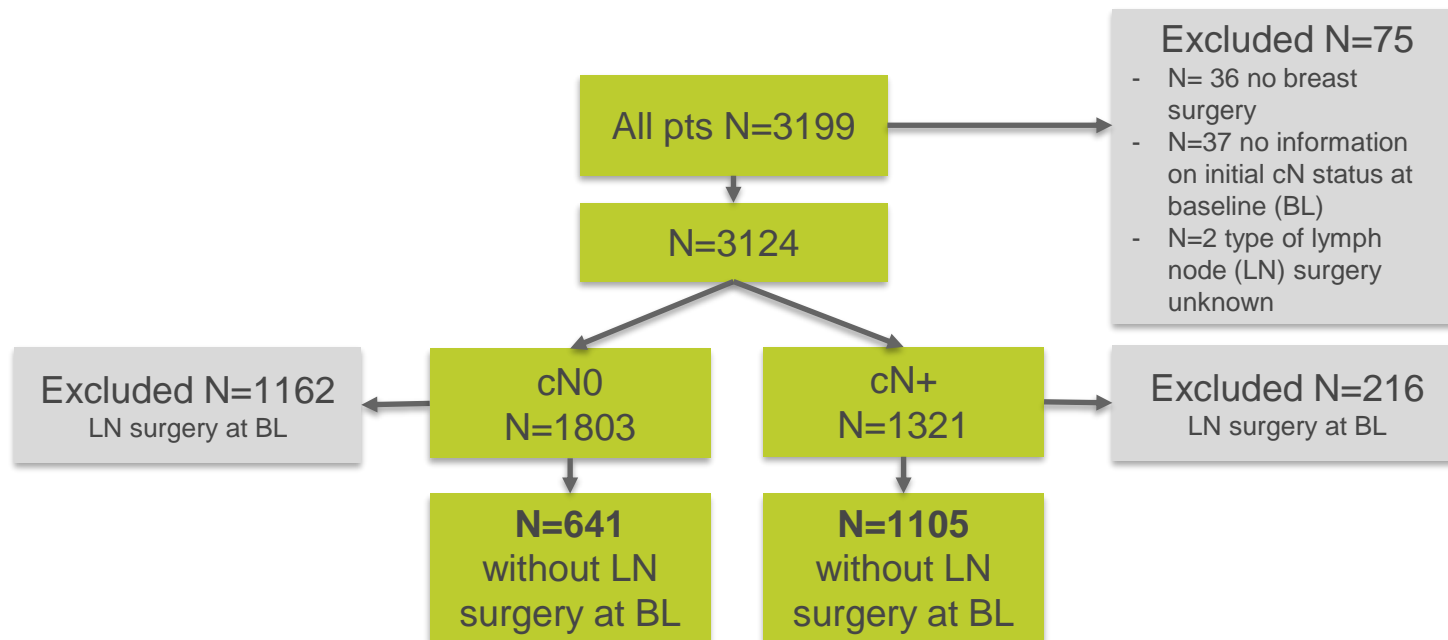 Excluded N=75
- N= 36 no breast
surgery
- N=37 no information
on initial cN status at
baseline (BL)
- N=2 type of lymph
node (LN) surgery
unknown
All pts N=3199
N=3124
Excluded N=1162
LN surgery at BL
cN0
N=1803
cN+
N=1321
Excluded N=216
LN surgery at BL
N=641
without LN
surgery at BL
N=1105
without LN
surgery at BL